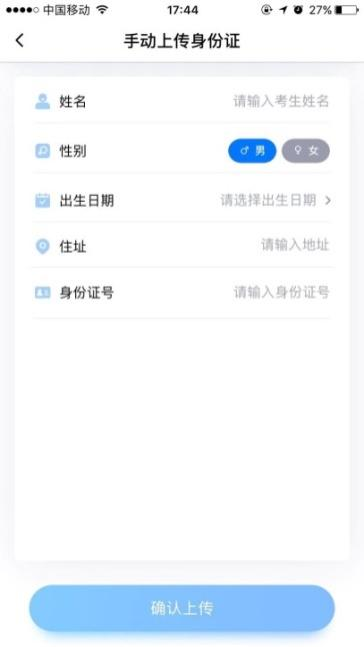 中国移动 17:44 27%
手动上传身份证
姓名 请输入考生姓名
性别 ♂ 男 ♀ 女
出生日期 请选择出生日期 >
住址 请输入地址
身份证号 请输入身份证号
确认上传